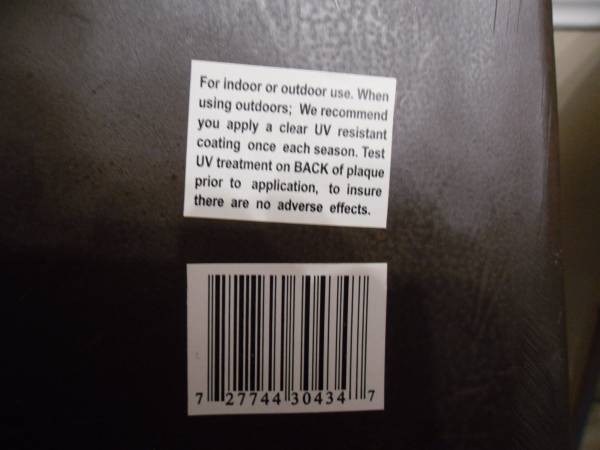 For indoor or outdoor use. When
using outdoors; We recommend
you apply a clear UV resistant
coating once each season. Test
UV treatment on BACK of plaque
prior to application, to insure
there are no adverse effects.
7 27744 30434 7